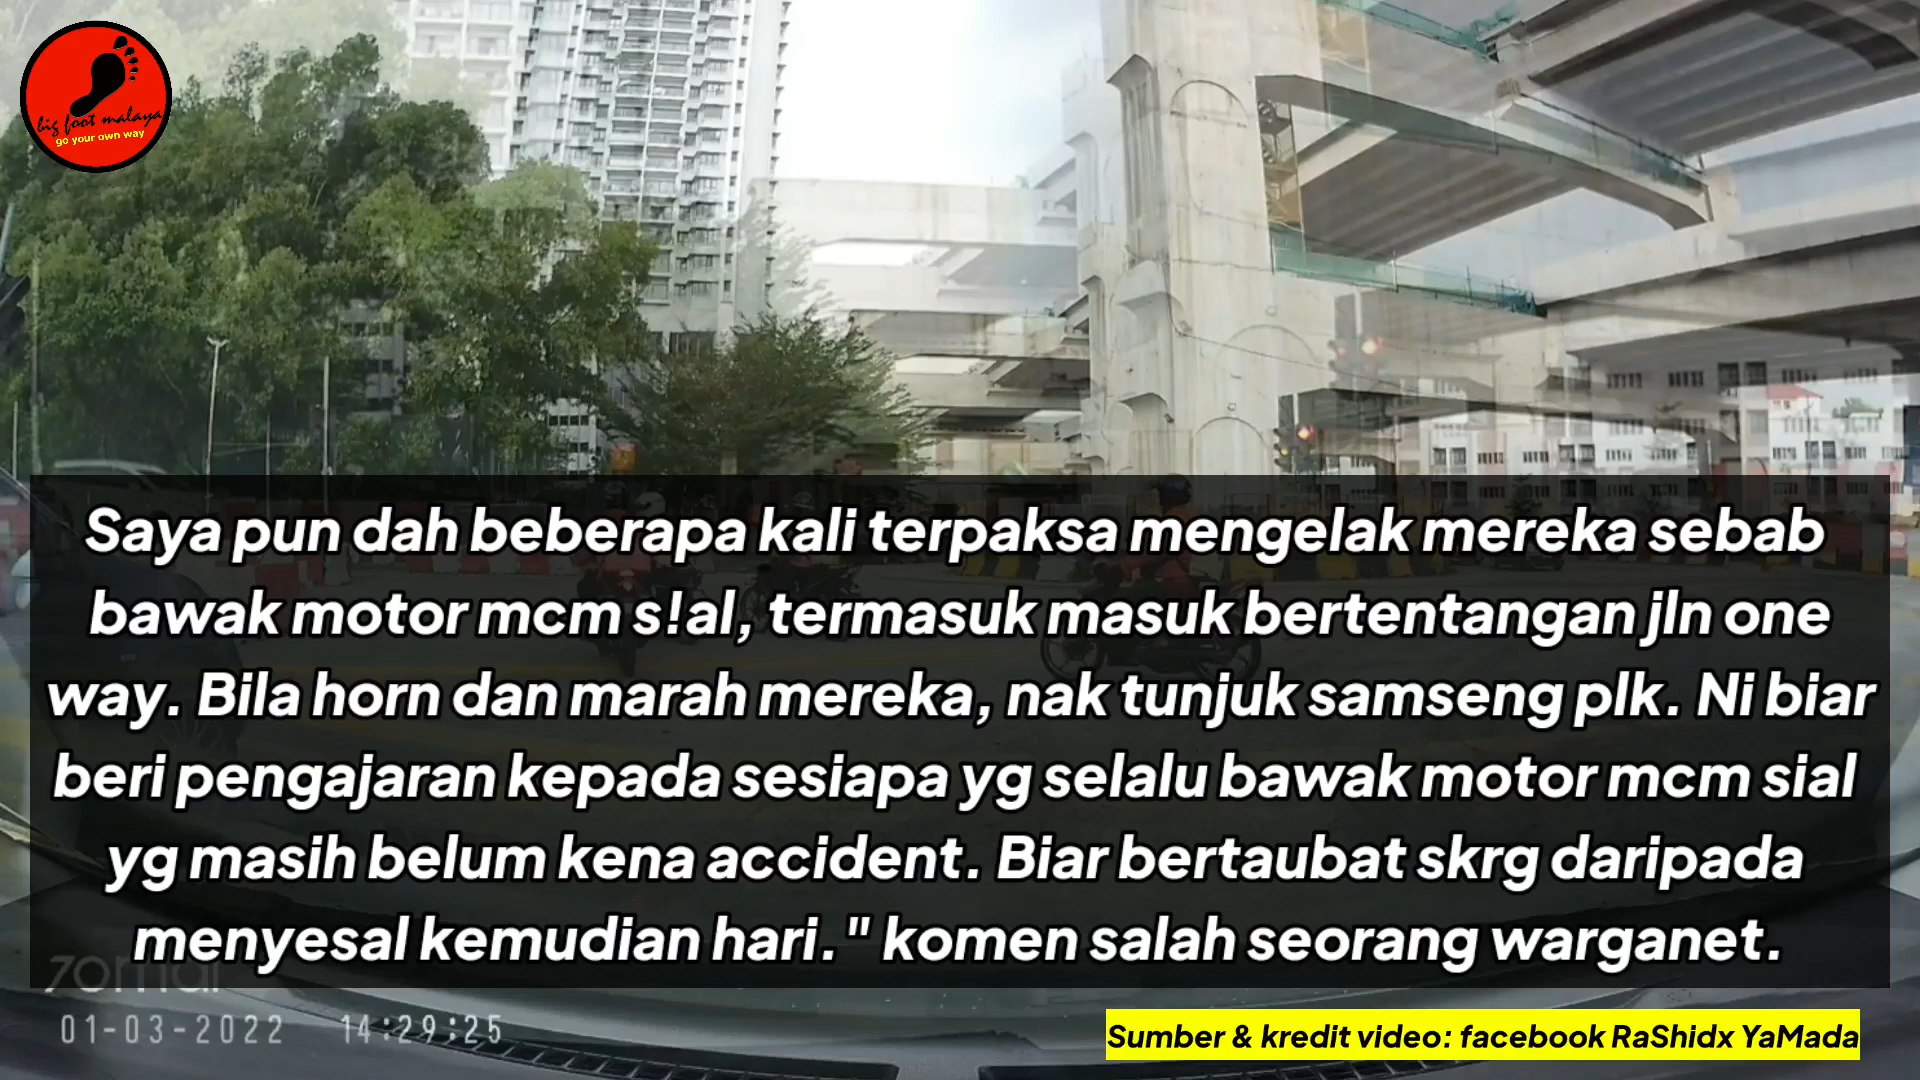 big foot malaya
go your own way
Saya pun dah beberapa kali terpaksa mengelak mereka sebab
bawak motor mcm s!al, termasuk masuk bertentangan jln one
way. Bila horn dan marah mereka, nak tunjuk samseng plk. Ni biar
beri pengajaran kepada sesiapa yg selalu bawak motor mcm sial
yg masih belum kena accident. Biar bertaubat skrg daripada
menyesal kemudian hari." komen salah seorang warganet.
70mai
01-03-2022 14:29:25
Sumber & kredit video: facebook RaShidx YaMada